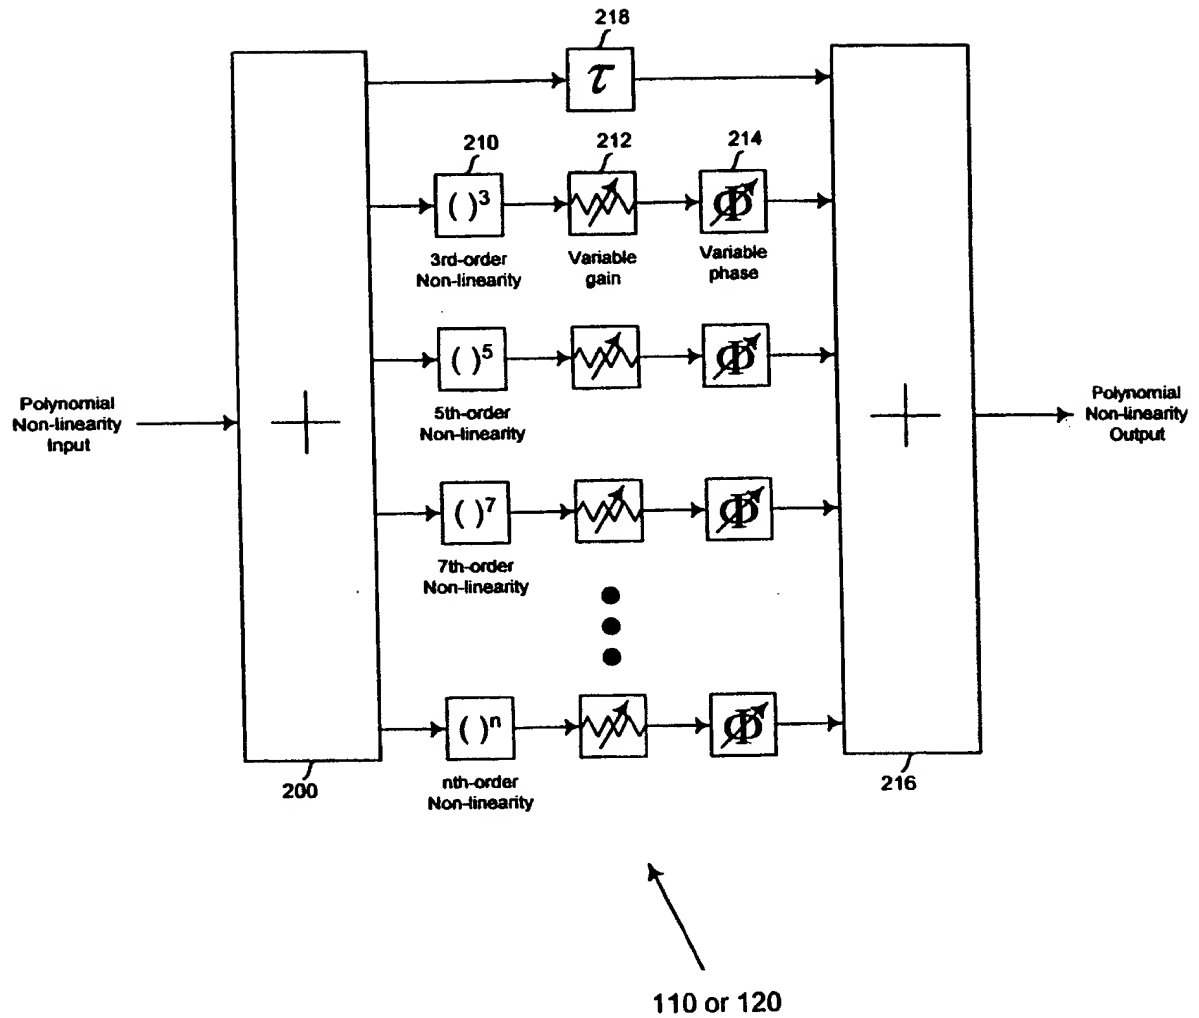 218
τ
210
212
214
( )³
Φ
3rd-order
Non-linearity
Variable
gain
Variable
phase
( )⁵
Φ
5th-order
Non-linearity
Polynomial
Non-linearity
Input
+
+
Polynomial
Non-linearity
Output
( )⁷
Φ
7th-order
Non-linearity
( )ⁿ
Φ
nth-order
Non-linearity
200
216
110 or 120